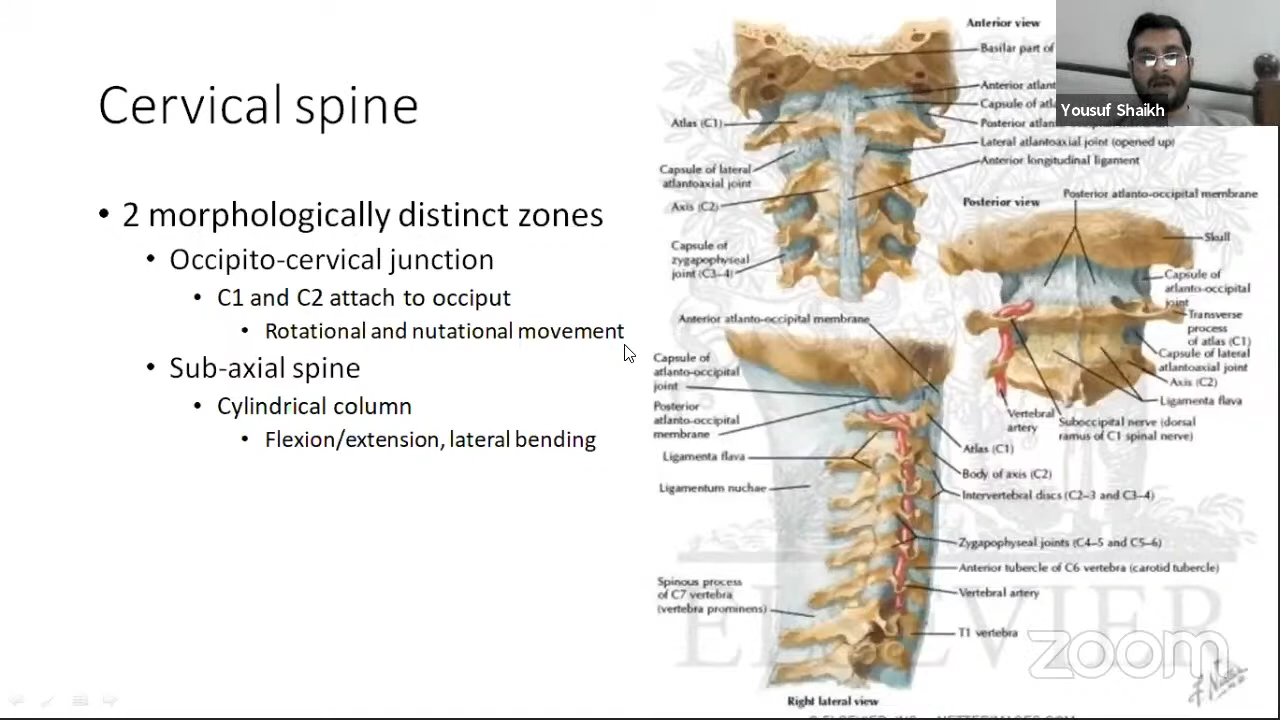 Cervical spine
• 2 morphologically distinct zones
• Occipito-cervical junction
• C1 and C2 attach to occiput
• Rotational and nutational movement
• Sub-axial spine
• Cylindrical column
• Flexion/extension, lateral bending
Anterior view
Basilar part of
Anterior atlant
Capsule of atla
Posterior atlan
Lateral atlantoaxial joint (opened up)
Anterior longitudinal ligament
Atlas (C1)
Capsule of lateral
atlantoaxial joint
Axis (C2)
Capsule of
zygapophyseal
joint (C3–4)
Yousuf Shaikh
Posterior view
Posterior atlanto-occipital membrane
Skull
Capsule of
atlanto-occipital
joint
Transverse
process
of atlas (C1)
Capsule of lateral
atlantoaxial joint
Axis (C2)
Ligamenta flava
Vertebral
artery
Suboccipital nerve (dorsal
ramus of C1 spinal nerve)
Anterior atlanto-occipital membrane
Capsule of
atlanto-occipital
joint
Posterior
atlanto-occipital
membrane
Ligamenta flava
Ligamentum nuchae
Spinous process
of C7 vertebra
(vertebra prominens)
Atlas (C1)
Body of axis (C2)
Intervertebral discs (C2–3 and C3–4)
Zygapophyseal joints (C4–5 and C5–6)
Anterior tubercle of C6 vertebra (carotid tubercle)
Vertebral artery
T1 vertebra
Right lateral view
ELSEVIER
zoom